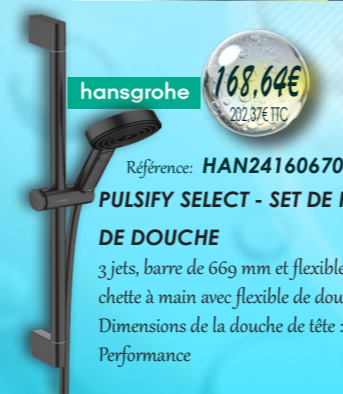 hansgrohe
168,64€
202,37€ TTC
Référence: HAN24160670
PULSIFY SELECT - SET DE
DE DOUCHE
3 jets, barre de 669 mm et flexible
chette à main avec flexible de dou
Dimensions de la douche de tête :
Performance